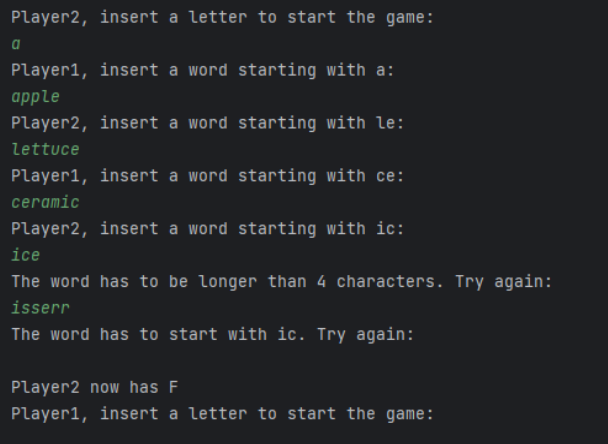 Player2, insert a letter to start the game:
a
Player1, insert a word starting with a:
apple
Player2, insert a word starting with le:
lettuce
Player1, insert a word starting with ce:
ceramic
Player2, insert a word starting with ic:
ice
The word has to be longer than 4 characters. Try again:
isserr
The word has to start with ic. Try again:
Player2 now has F
Player1, insert a letter to start the game: